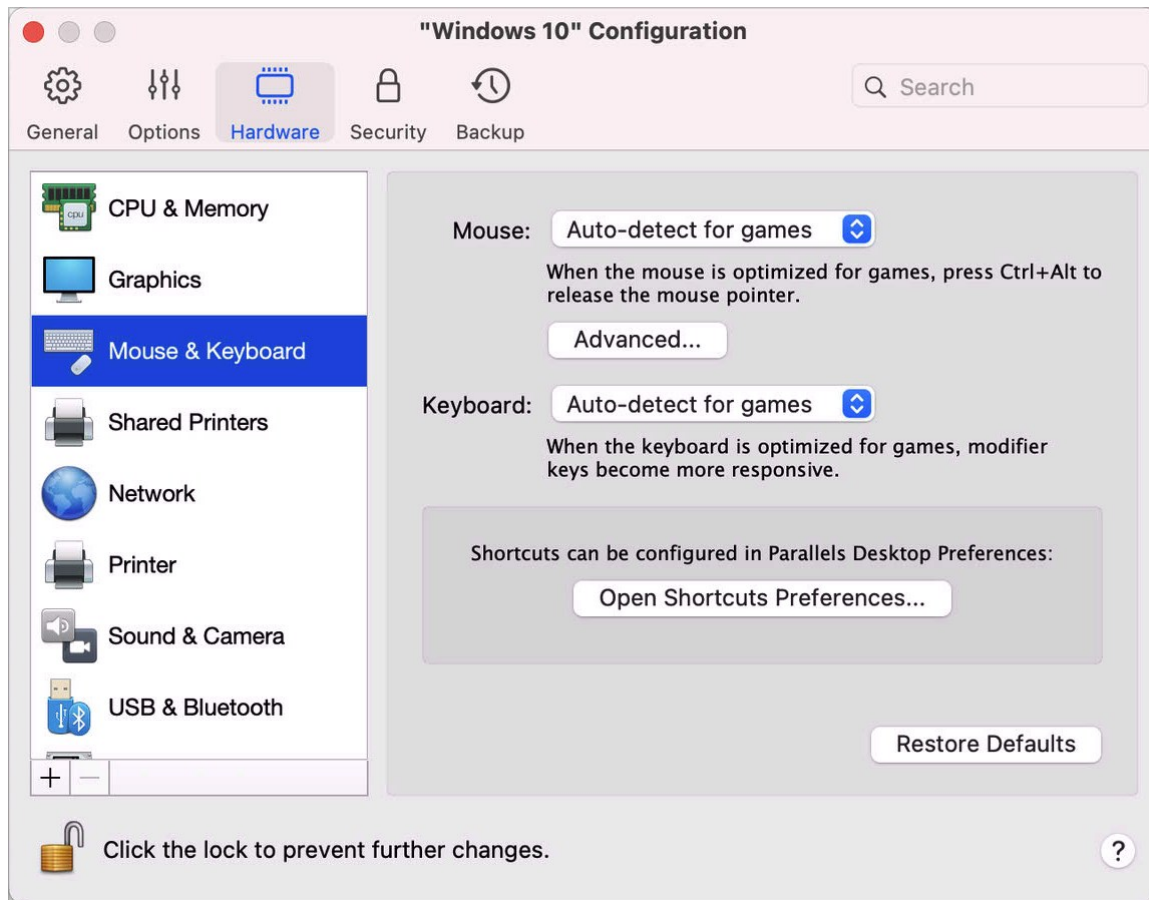 "Windows 10" Configuration
General
Options
Hardware
Security
Backup
Search
CPU & Memory
Graphics
Mouse & Keyboard
Shared Printers
Network
Printer
Sound & Camera
USB & Bluetooth
Mouse: Auto-detect for games
When the mouse is optimized for games, press Ctrl+Alt to
release the mouse pointer.
Advanced...
Keyboard: Auto-detect for games
When the keyboard is optimized for games, modifier
keys become more responsive.
Shortcuts can be configured in Parallels Desktop Preferences:
Open Shortcuts Preferences...
Restore Defaults
Click the lock to prevent further changes.
?